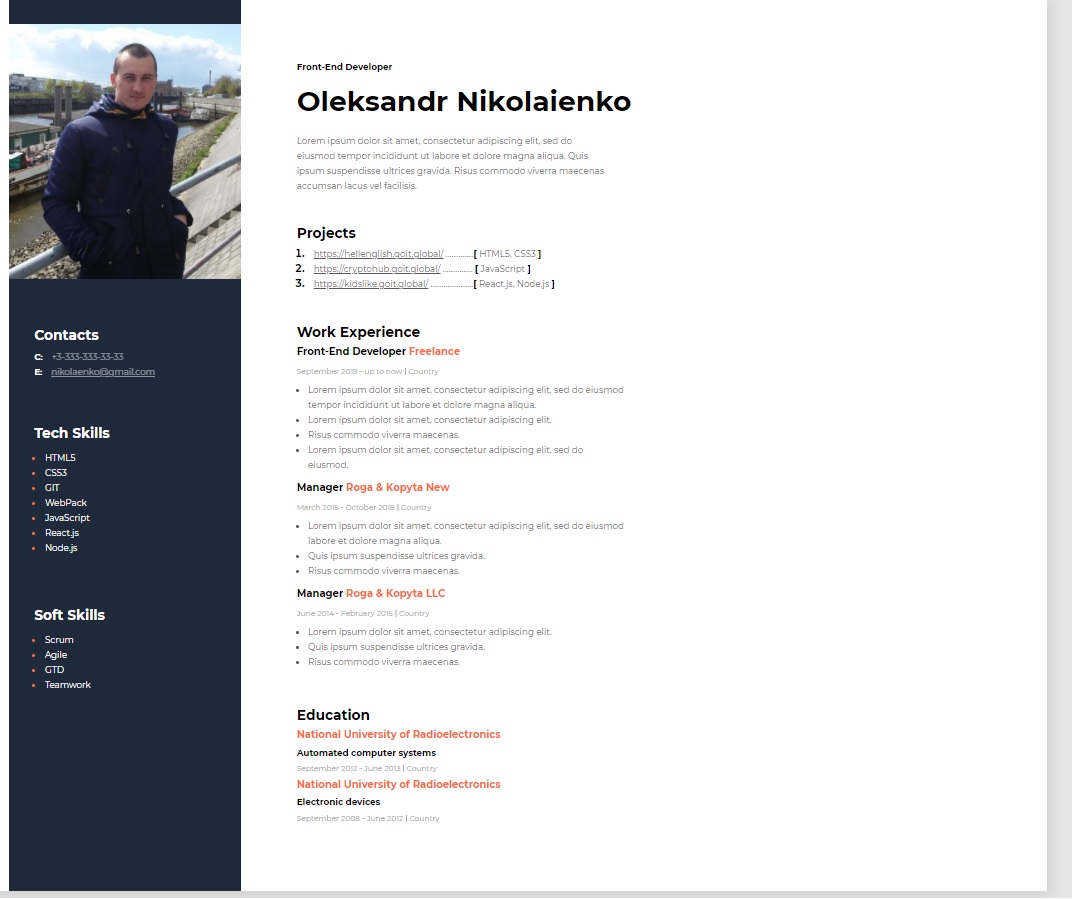 Contacts
C: +3-333-333-33-33
E: nikolaenko@gmail.com
Tech Skills
HTML5
CSS3
GIT
WebPack
JavaScript
React.js
Node.js
Soft Skills
Scrum
Agile
GTD
Teamwork
Front-End Developer
Oleksandr Nikolaienko
Lorem ipsum dolor sit amet, consectetur adipiscing elit, sed do
eiusmod tempor incididunt ut labore et dolore magna aliqua. Quis
ipsum suspendisse ultrices gravida. Risus commodo viverra maecenas
accumsan lacus vel facilisis.
Projects
1. https://hellenglish.goit.global/ ..............[ HTML5, CSS3 ]
2. https://cryptohub.goit.global/ ............... [ JavaScript ]
3. https://kidslike.goit.global/ ......................[ React.js, Node.js ]
Work Experience
Front-End Developer Freelance
September 2019 - up to now | Country
Lorem ipsum dolor sit amet, consectetur adipiscing elit, sed do eiusmod
tempor incididunt ut labore et dolore magna aliqua.
Lorem ipsum dolor sit amet, consectetur adipiscing elit.
Risus commodo viverra maecenas.
Lorem ipsum dolor sit amet, consectetur adipiscing elit, sed do
eiusmod.
Manager Roga & Kopyta New
March 2015 - October 2018 | Country
Lorem ipsum dolor sit amet, consectetur adipiscing elit, sed do eiusmod
labore et dolore magna aliqua.
Quis ipsum suspendisse ultrices gravida.
Risus commodo viverra maecenas.
Manager Roga & Kopyta LLC
June 2014 - February 2015 | Country
Lorem ipsum dolor sit amet, consectetur adipiscing elit.
Quis ipsum suspendisse ultrices gravida.
Risus commodo viverra maecenas.
Education
National University of Radioelectronics
Automated computer systems
September 2012 - June 2013 | Country
National University of Radioelectronics
Electronic devices
September 2008 - June 2012 | Country